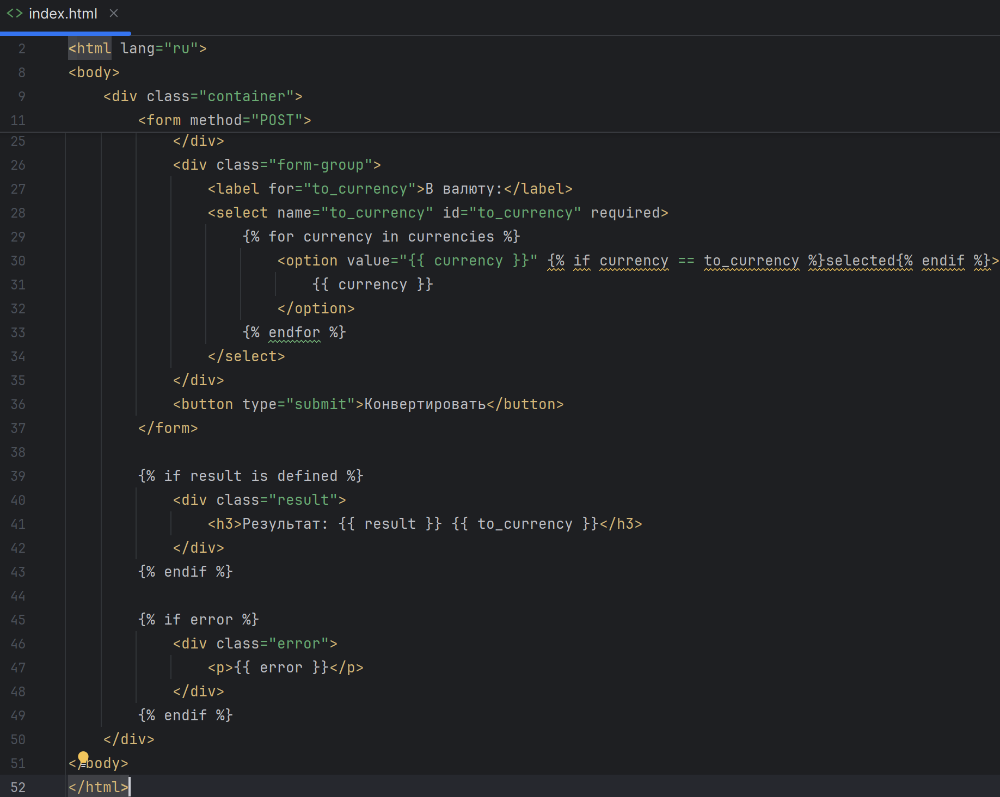 index.html
2 <html lang="ru">
8 <body>
9 <div class="container">
11 <form method="POST">
25 </div>
26 <div class="form-group">
27 <label for="to_currency">В валюту:</label>
28 <select name="to_currency" id="to_currency" required>
29 {% for currency in currencies %}
30 <option value="{{ currency }}" {% if currency == to_currency %}selected{% endif %}>
31 {{ currency }}
32 </option>
33 {% endfor %}
34 </select>
35 </div>
36 <button type="submit">Конвертировать</button>
37 </form>
38
39 {% if result is defined %}
40 <div class="result">
41 <h3>Результат: {{ result }} {{ to_currency }}</h3>
42 </div>
43 {% endif %}
44
45 {% if error %}
46 <div class="error">
47 <p>{{ error }}</p>
48 </div>
49 {% endif %}
50 </div>
51 </body>
52 </html>